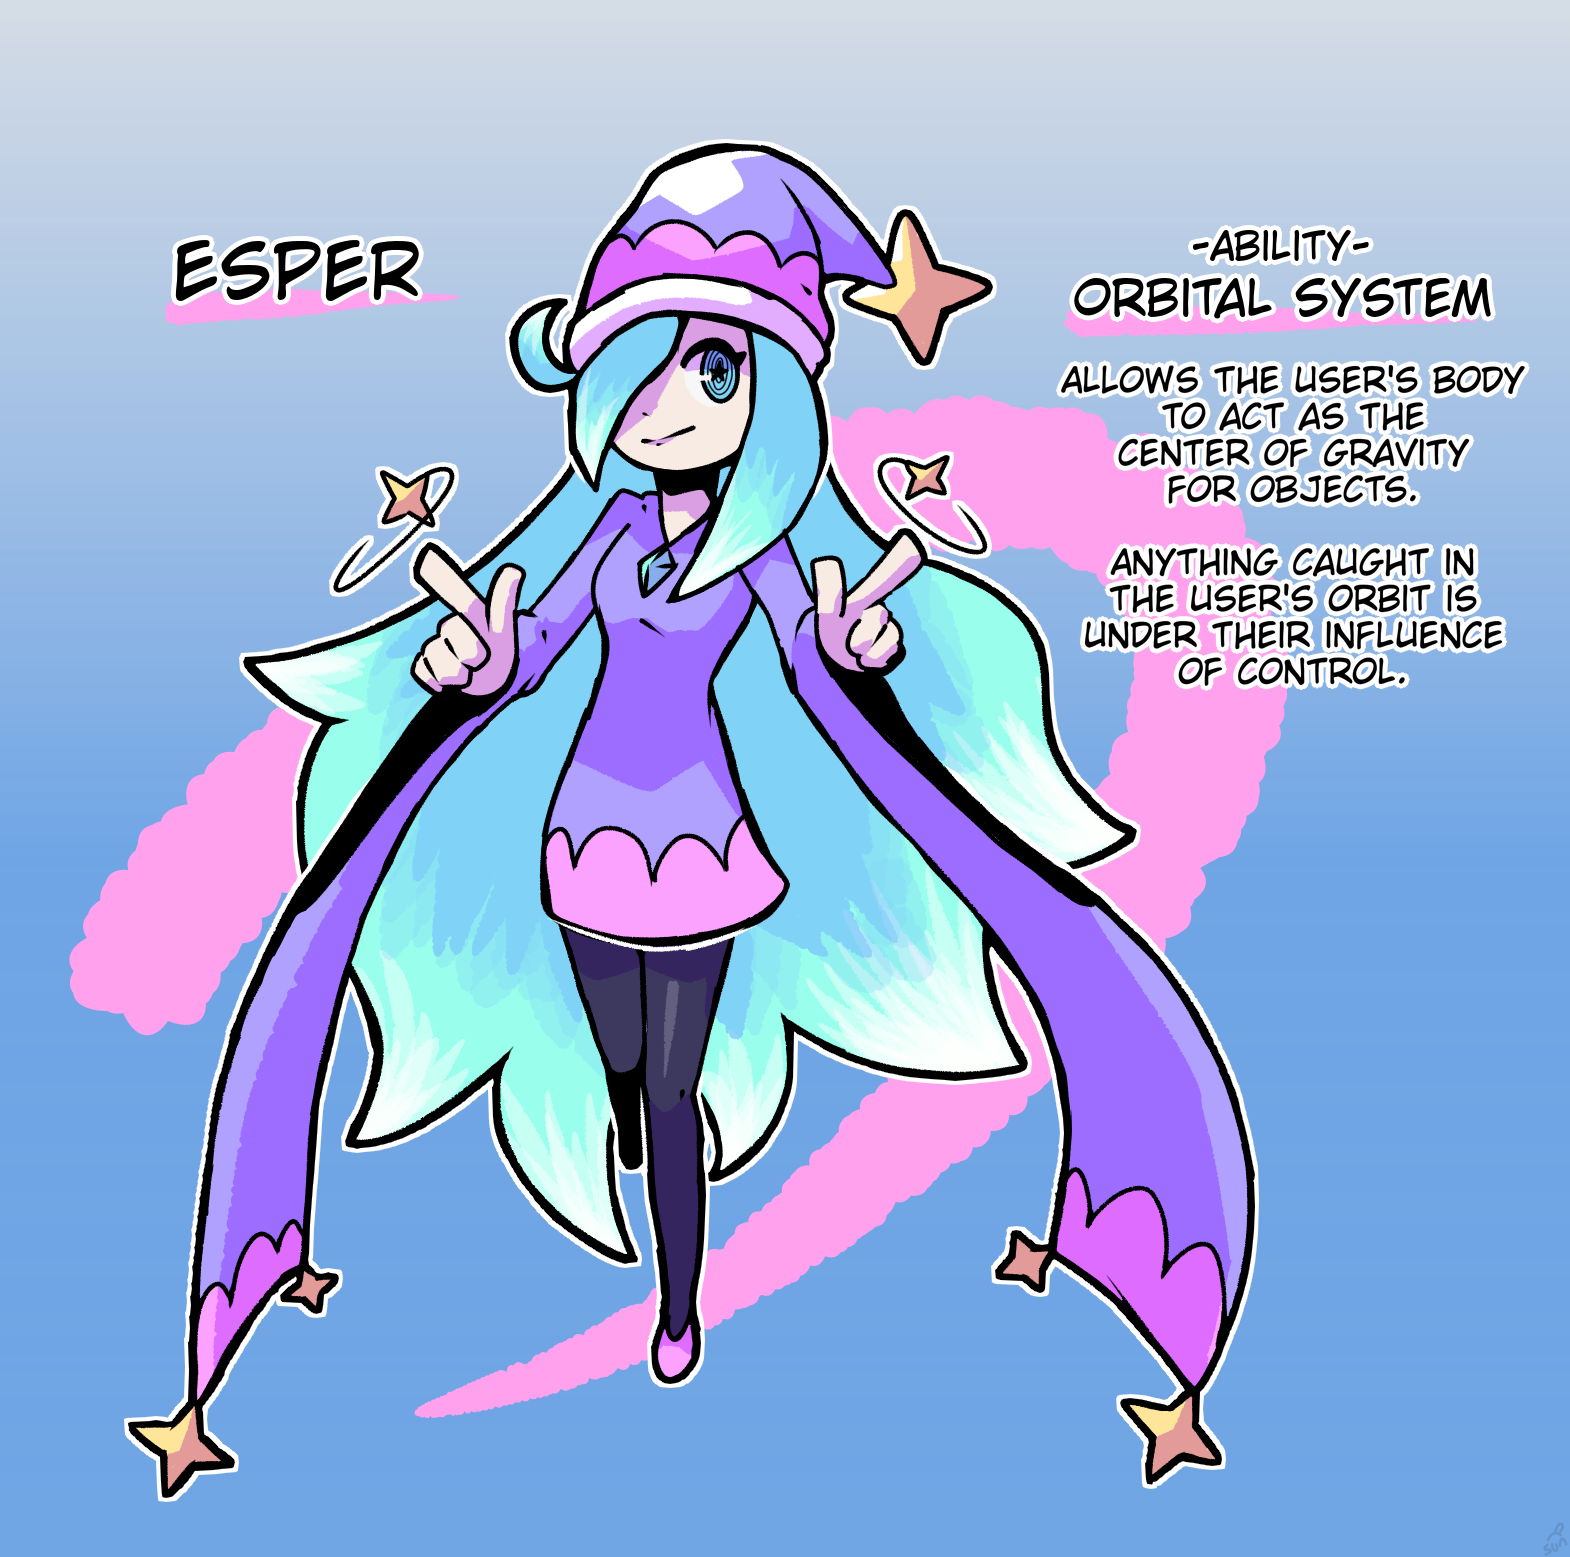 ESPER
-ABILITY-
ORBITAL SYSTEM
ALLOWS THE USER'S BODY
TO ACT AS THE
CENTER OF GRAVITY
FOR OBJECTS.
ANYTHING CAUGHT IN
THE USER'S ORBIT IS
UNDER THEIR INFLUENCE
OF CONTROL.
sun